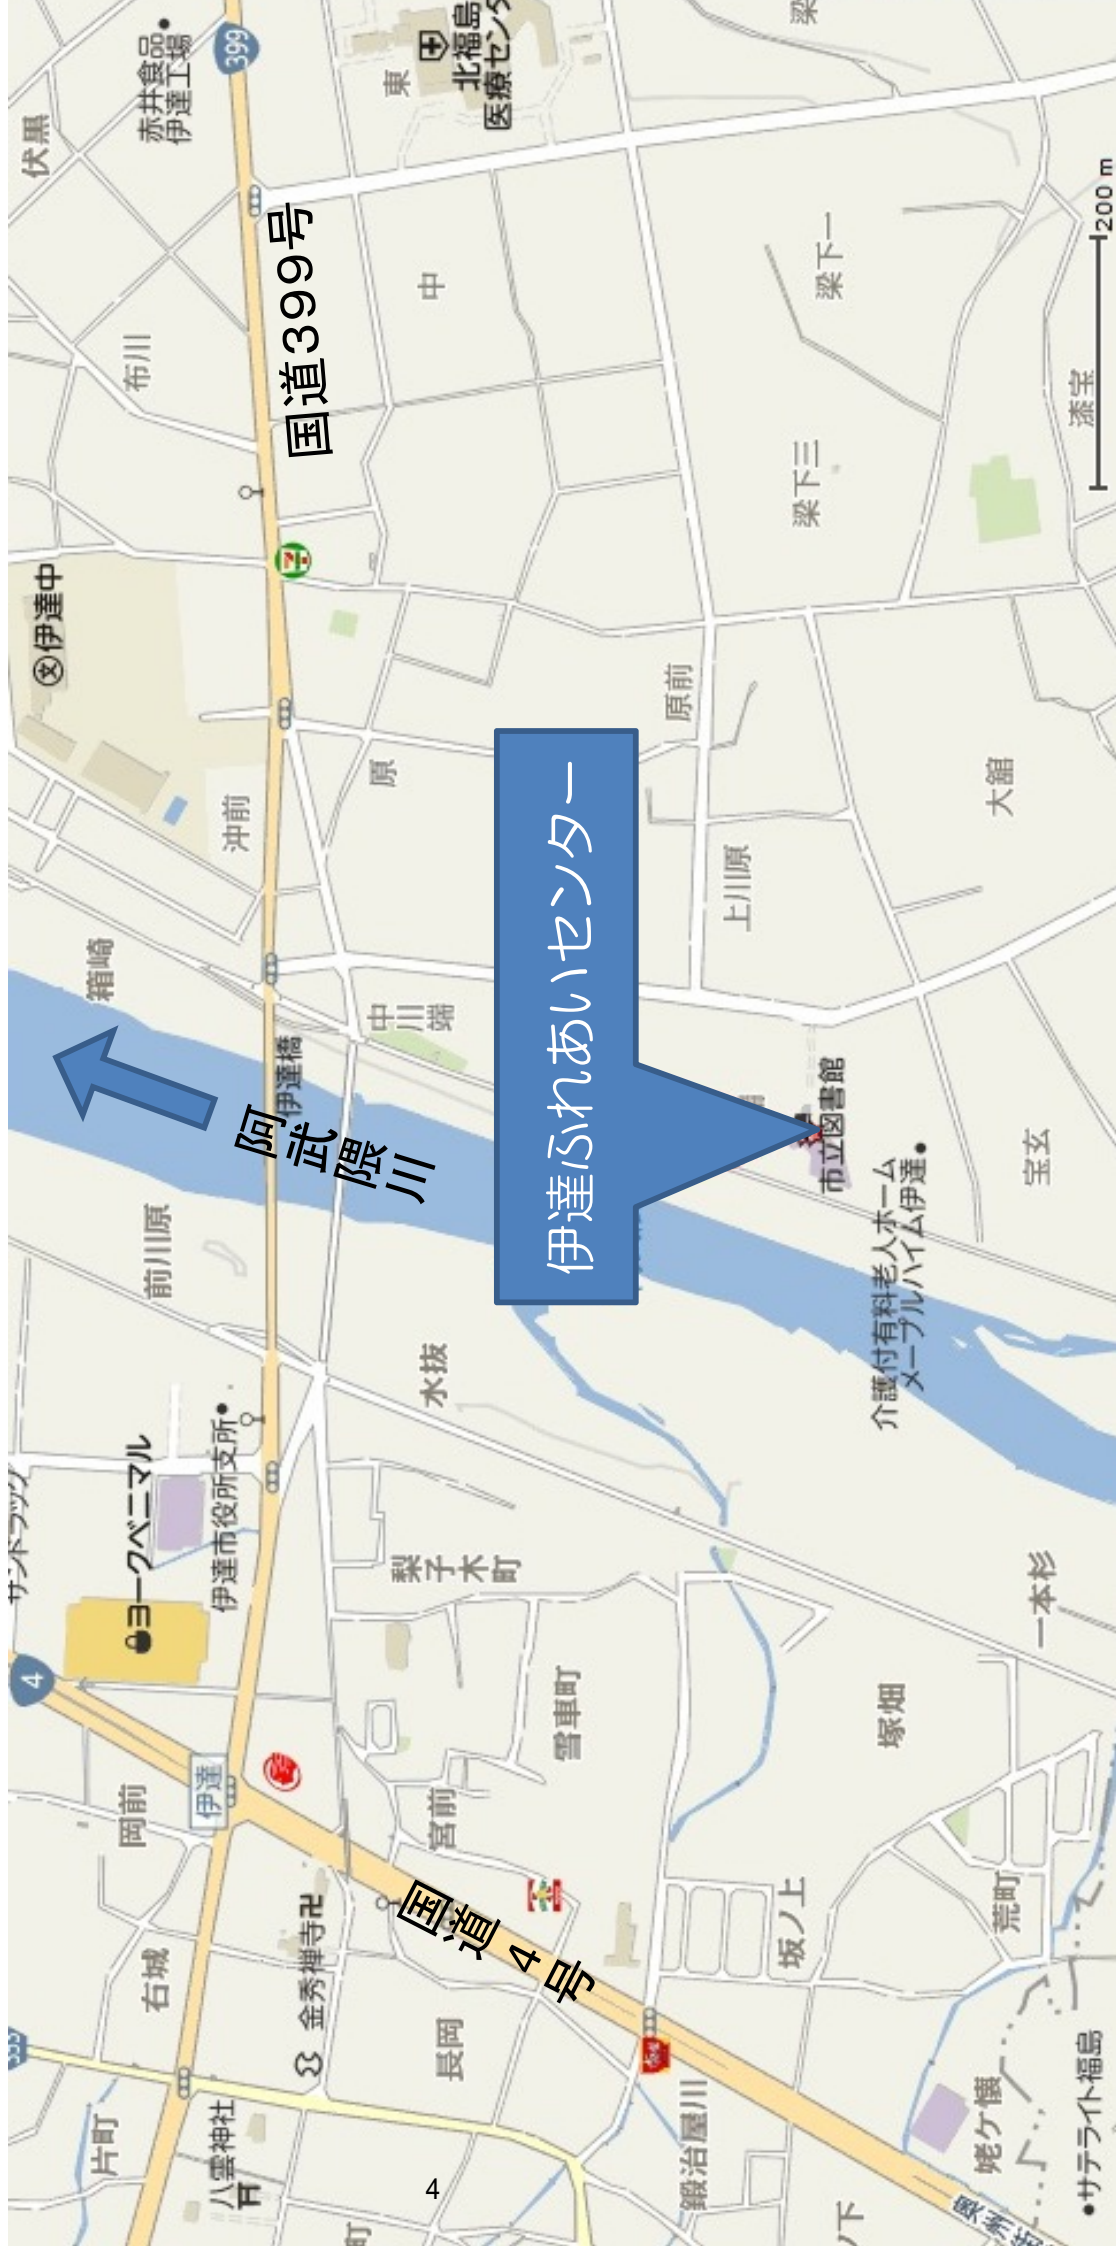 伏黒
赤井食品
伊達工場
399
東
北福島
医療センタ
国道399号
布川
中
梁下一
200 m
漆宝
梁下三
伊達中
文
沖前
原
原前
大舘
上川原
箱崎
中川端
伊達橋
阿武隈川
伊達ふれあいセンター
市立図書館
宝玄
介護付有料老人ホーム
メープルハイム伊達
前川原
水抜
ヨークベニマル
伊達市役所支所
梨子木町
一本杉
4
雪車町
塚畑
伊達
岡前
宮前
国道4号
荒町
坂ノ上
右城
金秀禅寺
長岡
片町
八雲神社
鍛治屋川
姥ケ懐
サテライト福島
4
町
ノ下